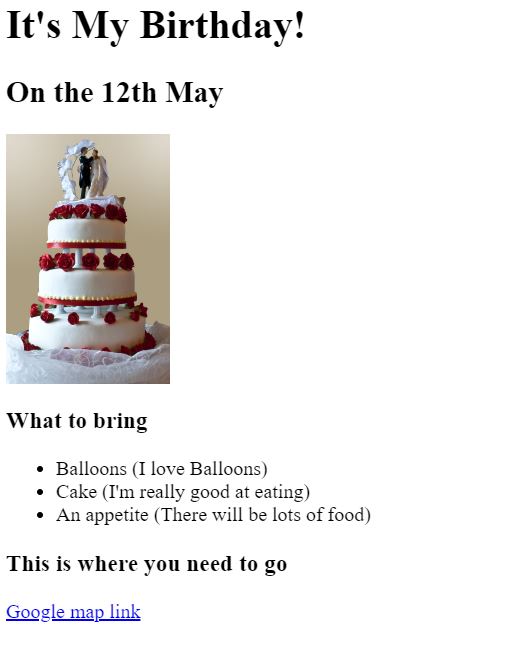 It's My Birthday!
On the 12th May
What to bring
• Balloons (I love Balloons)
• Cake (I'm really good at eating)
• An appetite (There will be lots of food)
This is where you need to go
Google map link